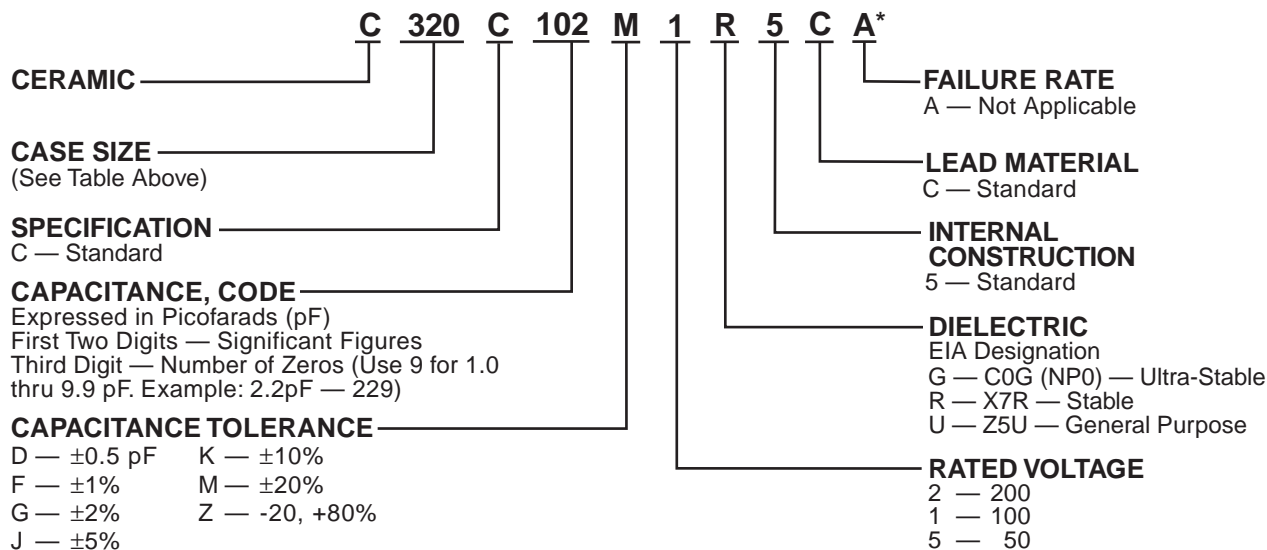 C 320 C 102 M 1 R 5 C A*
CERAMIC
CASE SIZE
(See Table Above)
SPECIFICATION
C — Standard
CAPACITANCE, CODE
Expressed in Picofarads (pF)
First Two Digits — Significant Figures
Third Digit — Number of Zeros (Use 9 for 1.0
thru 9.9 pF. Example: 2.2pF — 229)
CAPACITANCE TOLERANCE
D — ±0.5 pF K — ±10%
F — ±1% M — ±20%
G — ±2% Z — -20, +80%
J — ±5%
FAILURE RATE
A — Not Applicable
LEAD MATERIAL
C — Standard
INTERNAL
CONSTRUCTION
5 — Standard
DIELECTRIC
EIA Designation
G — C0G (NP0) — Ultra-Stable
R — X7R — Stable
U — Z5U — General Purpose
RATED VOLTAGE
2 — 200
1 — 100
5 — 50